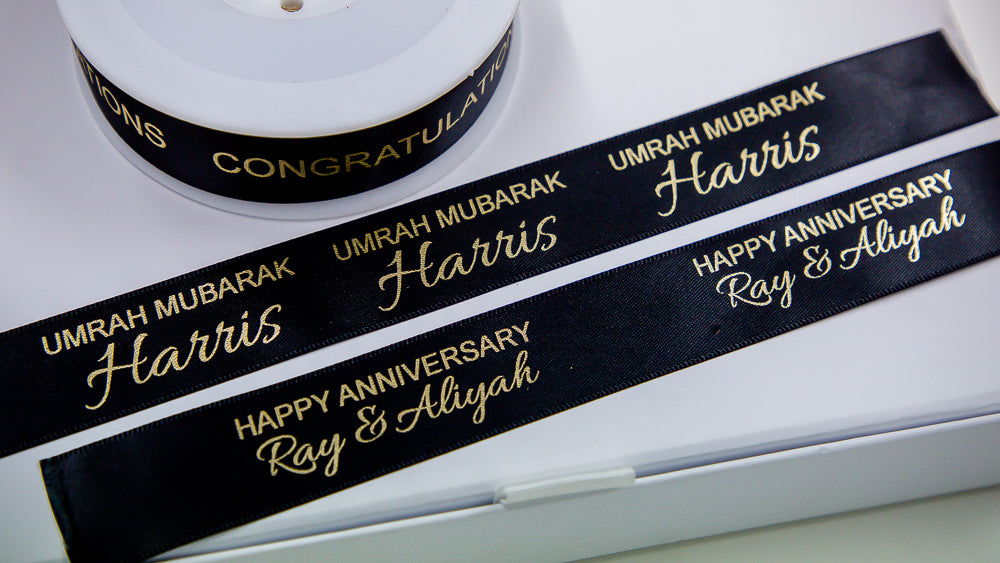 CONGRATULATIONS
UMRAH MUBARAK
Harris
UMRAH MUBARAK
Harris
UMRAH MUBARAK
Harris
HAPPY ANNIVERSARY
Ray & Aliyah
HAPPY ANNIVERSARY
Ray & Aliyah